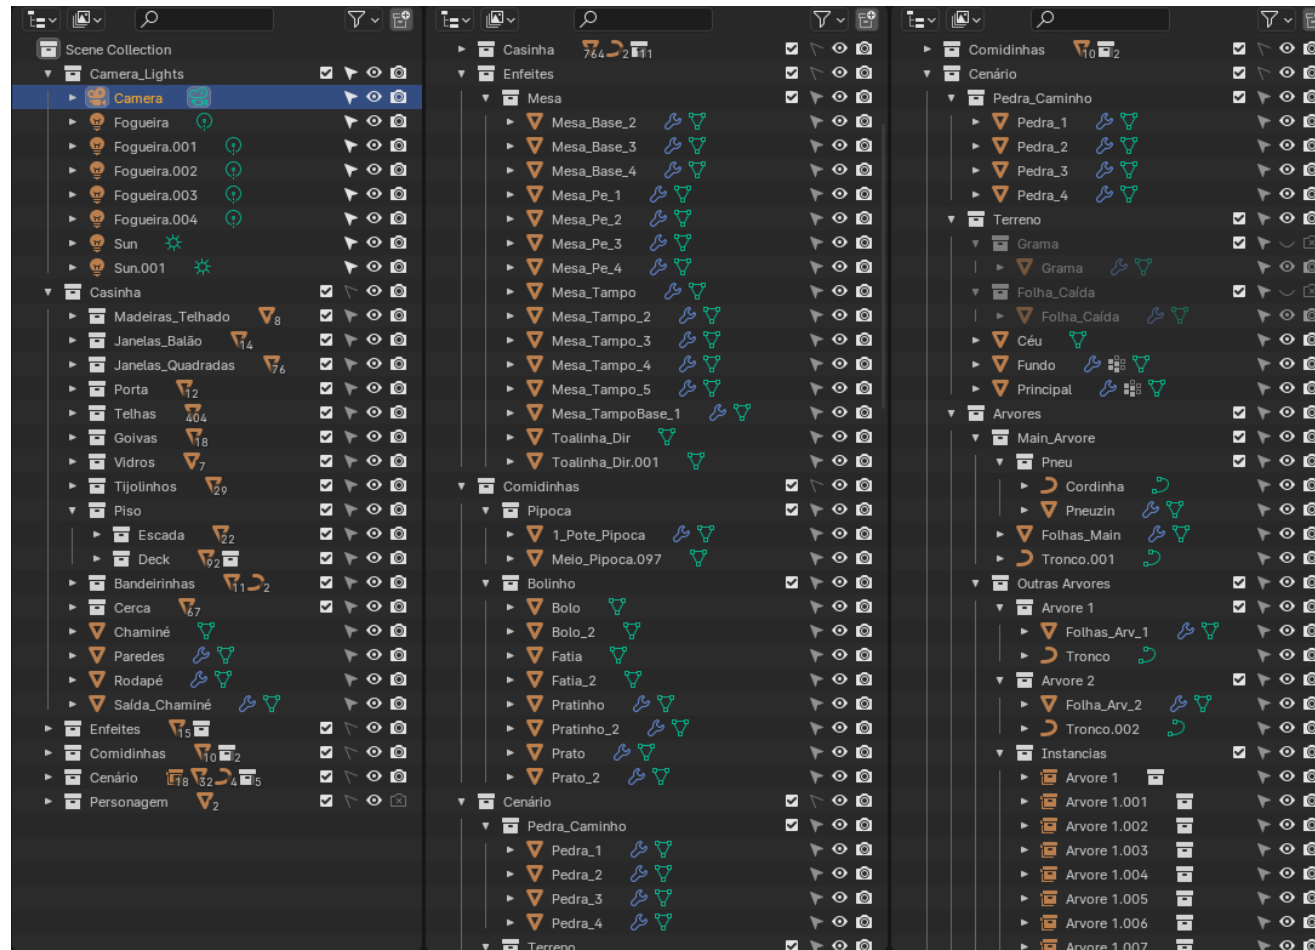 Scene Collection
Camera_Lights
Camera
Fogueira
Fogueira.001
Fogueira.002
Fogueira.003
Fogueira.004
Sun
Sun.001
Casinha
Madeiras_Telhado 8
Janelas_Balão 14
Janelas_Quadradas 76
Porta 12
Telhas 404
Goivas 18
Vidros 7
Tijolinhos 29
Piso
Escada 22
Deck 92
Bandeirinhas 11 2
Cerca 67
Chaminé
Paredes
Rodapé
Saída_Chaminé
Enfeites 15
Comidinhas 10 2
Cenário 18 32 4 5
Personagem 2
Casinha 764 2 11
Enfeites
Mesa
Mesa_Base_2
Mesa_Base_3
Mesa_Base_4
Mesa_Pe_1
Mesa_Pe_2
Mesa_Pe_3
Mesa_Pe_4
Mesa_Tampo
Mesa_Tampo_2
Mesa_Tampo_3
Mesa_Tampo_4
Mesa_Tampo_5
Mesa_TampoBase_1
Toalinha_Dir
Toalinha_Dir.001
Comidinhas
Pipoca
1_Pote_Pipoca
Meio_Pipoca.097
Bolinho
Bolo
Bolo_2
Fatia
Fatia_2
Pratinho
Pratinho_2
Prato
Prato_2
Cenário
Pedra_Caminho
Pedra_1
Pedra_2
Pedra_3
Pedra_4
Terreno
Comidinhas 10 2
Cenário
Pedra_Caminho
Pedra_1
Pedra_2
Pedra_3
Pedra_4
Terreno
Grama
Grama
Folha_Caída
Folha_Caída
Céu
Fundo
Principal
Arvores
Main_Arvore
Pneu
Cordinha
Pneuzin
Folhas_Main
Tronco.001
Outras Arvores
Arvore 1
Folhas_Arv_1
Tronco
Arvore 2
Folha_Arv_2
Tronco.002
Instancias
Arvore 1
Arvore 1.001
Arvore 1.002
Arvore 1.003
Arvore 1.004
Arvore 1.005
Arvore 1.006
Arvore 1.007